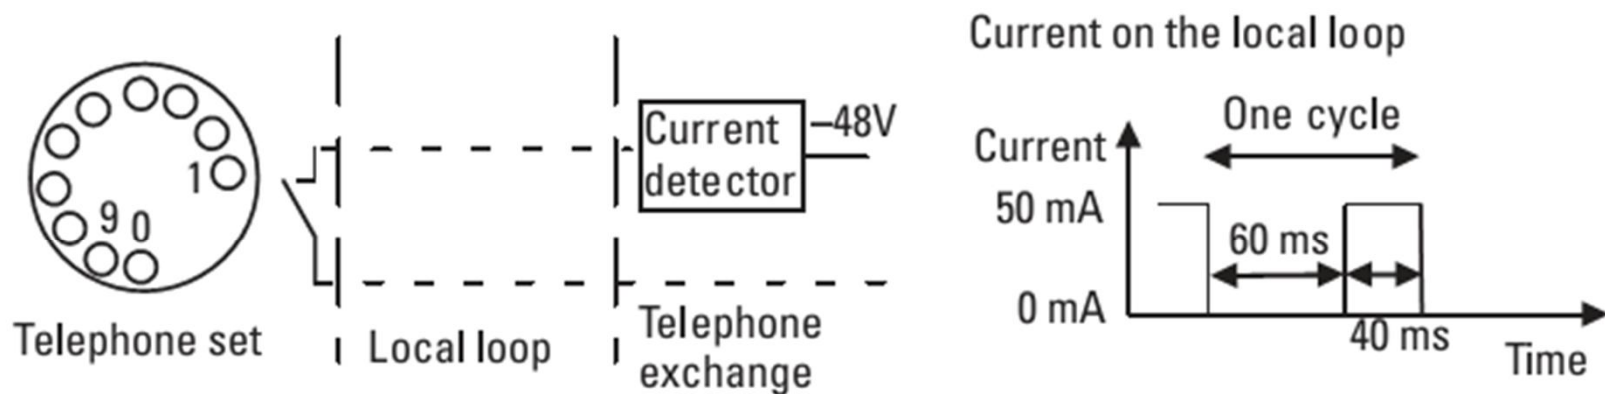 Current on the local loop
One cycle
Current
50 mA
60 ms
0 mA
40 ms
Time
Current
detector
–48V
1
9 0
Telephone set
Local loop
Telephone
exchange